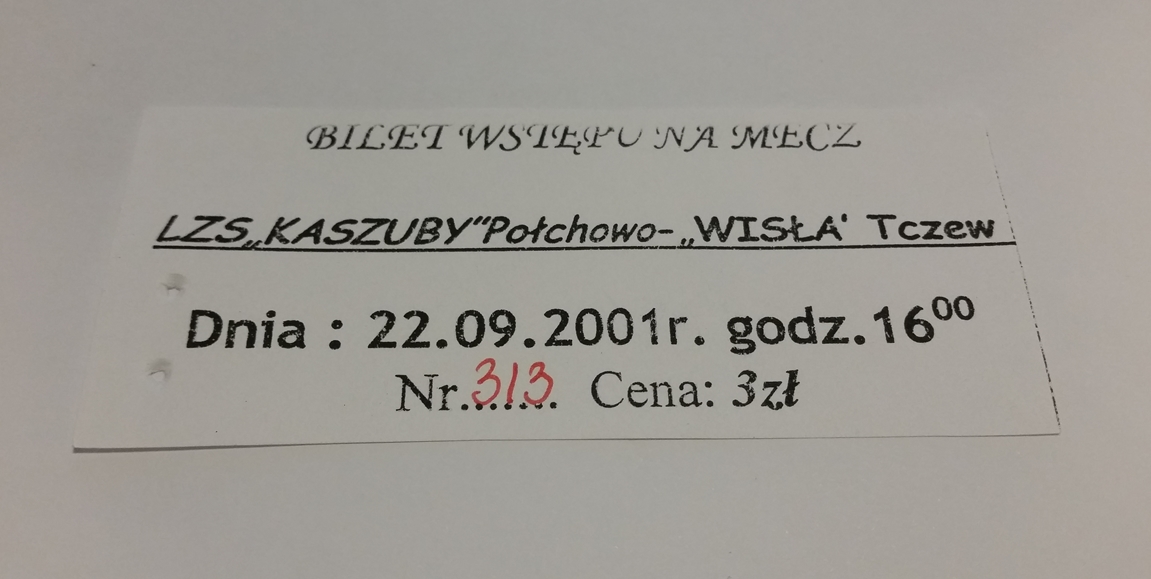 BILET WSTĘPU NA MECZ
LZS„KASZUBY”Połchowo-„WISŁA' Tczew
Dnia : 22.09.2001r. godz.16⁰⁰
Nr.313. Cena: 3zł